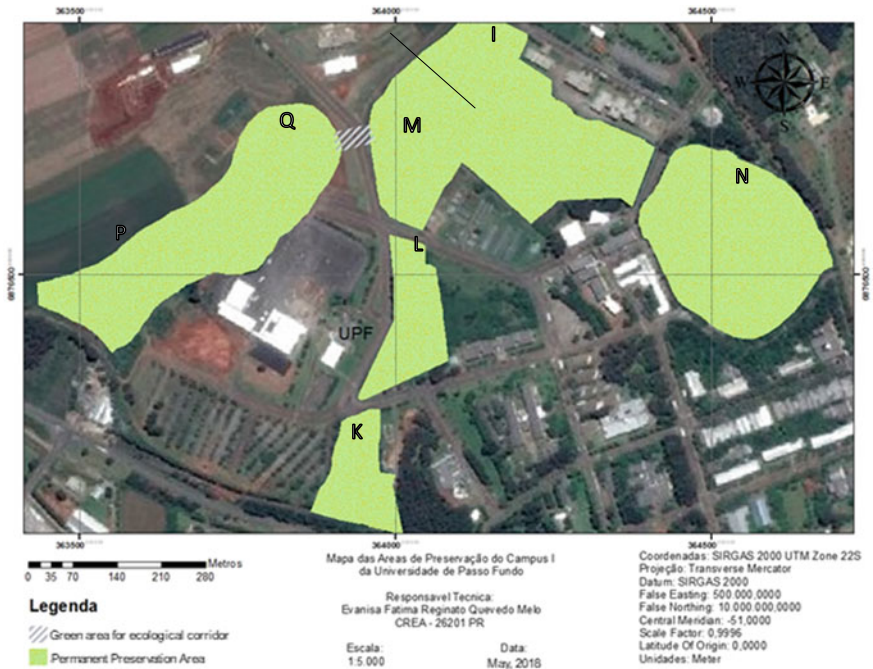 363500 364000 364500
I
Q
M
W E
S
N
P
L
6876500 6876500
UPF
K
363500 364000 364500
Metros
0 35 70 140 210 280
Legenda
Green area for ecological corridor
Permanent Preservation Area
Mapa das Areas de Preservação do Campus I
da Universidade de Passo Fundo
Responsavel Tecnica:
Evanisa Fatima Reginato Quevedo Melo
CREA - 26201 PR
Escala:
1:5.000
Data:
May, 2018
Coordenadas: SIRGAS 2000 UTM Zone 22S
Projeção: Transverse Mercator
Datum: SIRGAS 2000
False Easting: 500.000,0000
False Northing: 10.000.000,0000
Central Meridian: -51,0000
Scale Factor: 0,9996
Latitude Of Origin: 0,0000
Unidades: Meter